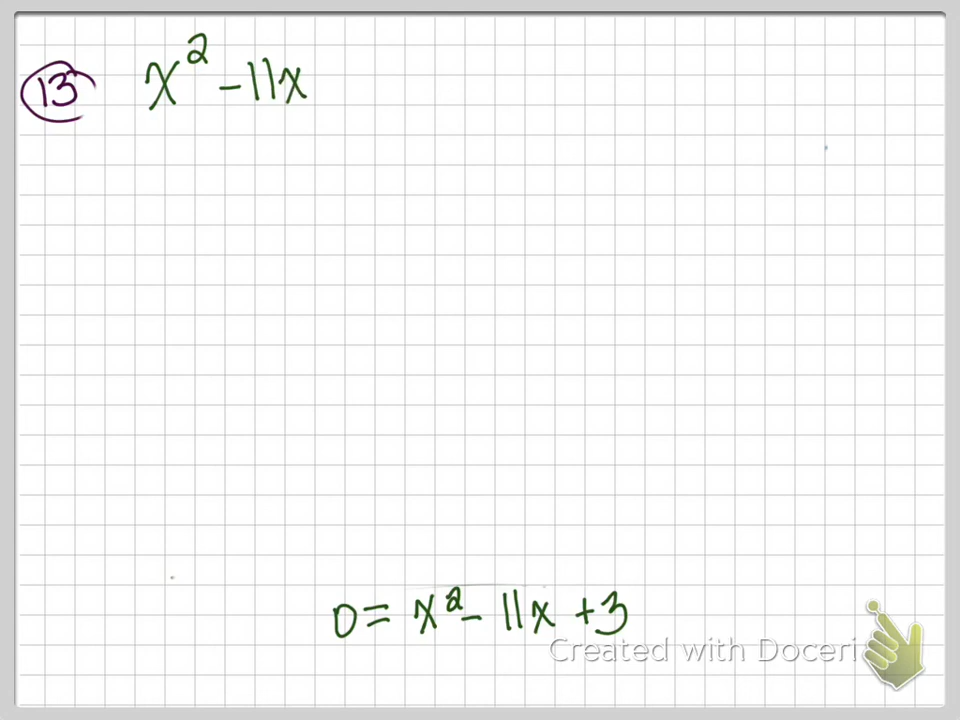 13 x² - 11x
0 = x² - 11x + 3
Created with Doceri